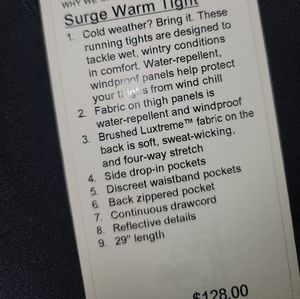 WHY WE M
Surge Warm Tight
1. Cold weather? Bring it. These
running tights are designed to
tackle wet, wintry conditions
in comfort. Water-repellent,
windproof panels help protect
your thighs from wind chill
2. Fabric on thigh panels is
water-repellent and windproof
3. Brushed Luxtreme™ fabric on the
back is soft, sweat-wicking,
and four-way stretch
4. Side drop-in pockets
5. Discreet waistband pockets
6. Back zippered pocket
7. Continuous drawcord
8. Reflective details
9. 29" length
$128.00